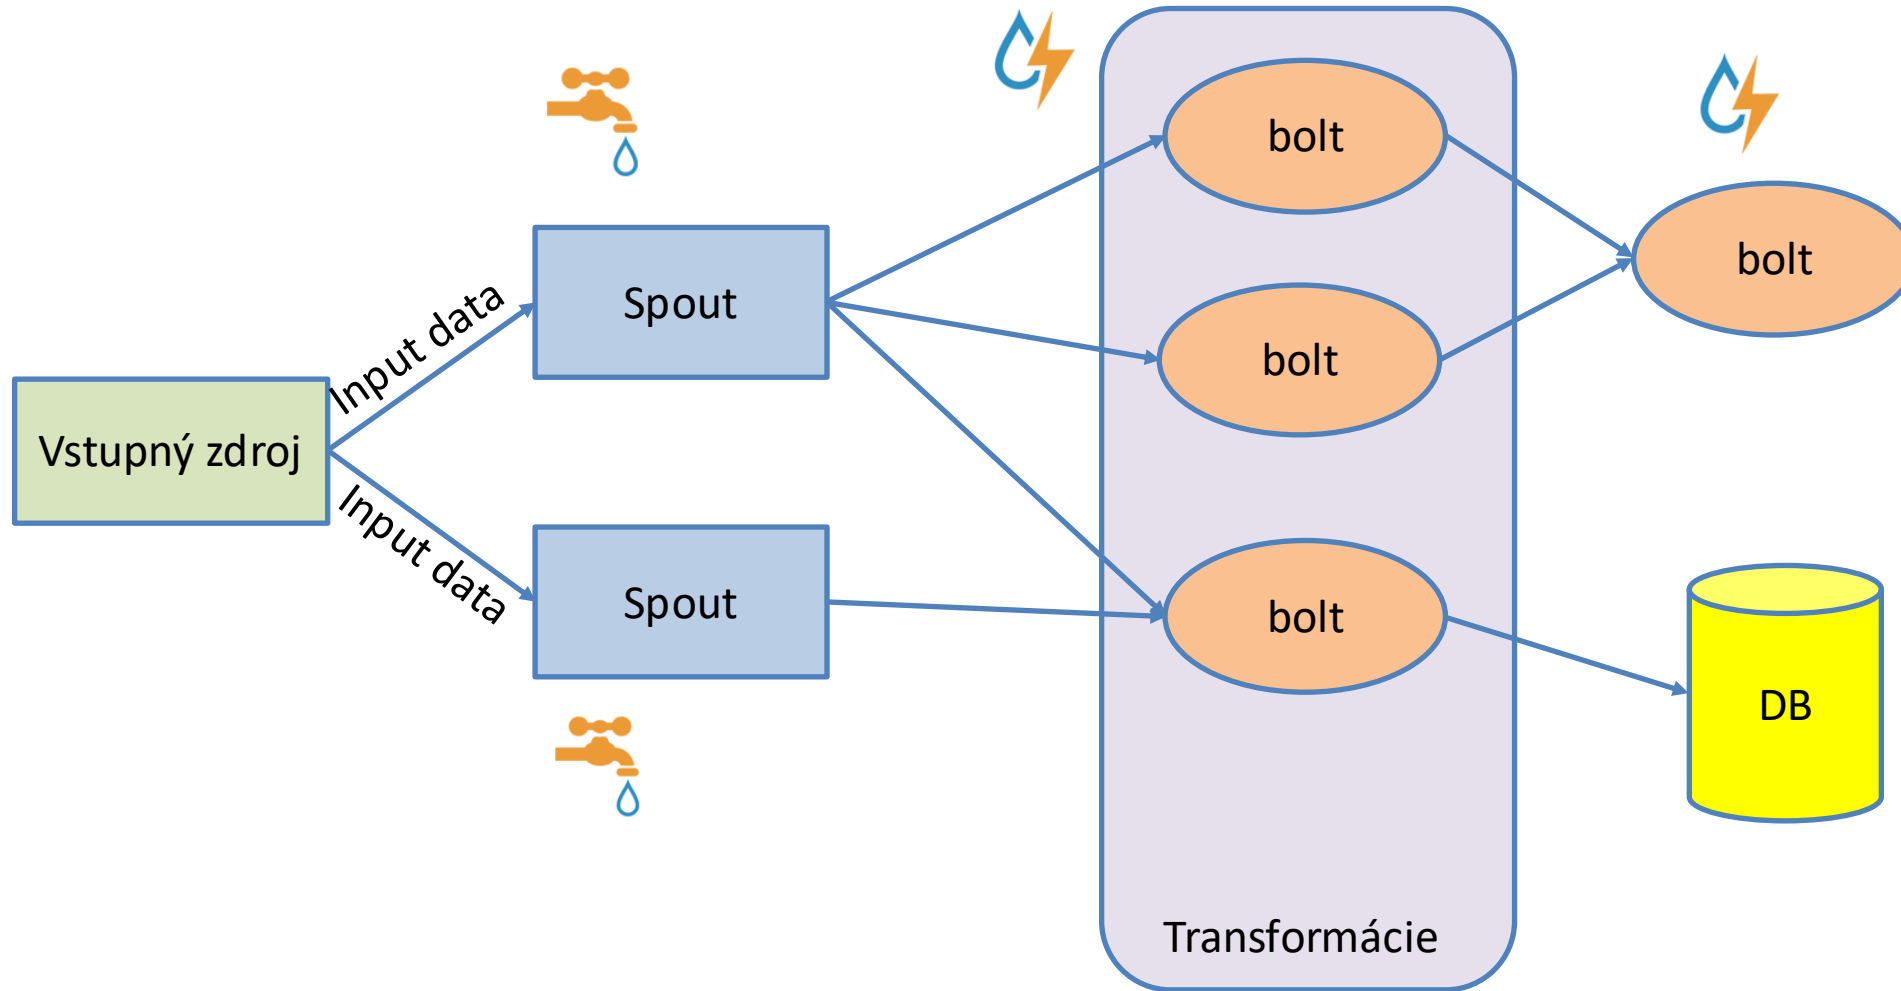 Vstupný zdroj
Input data
Input data
Spout
Spout
bolt
bolt
bolt
Transformácie
bolt
DB